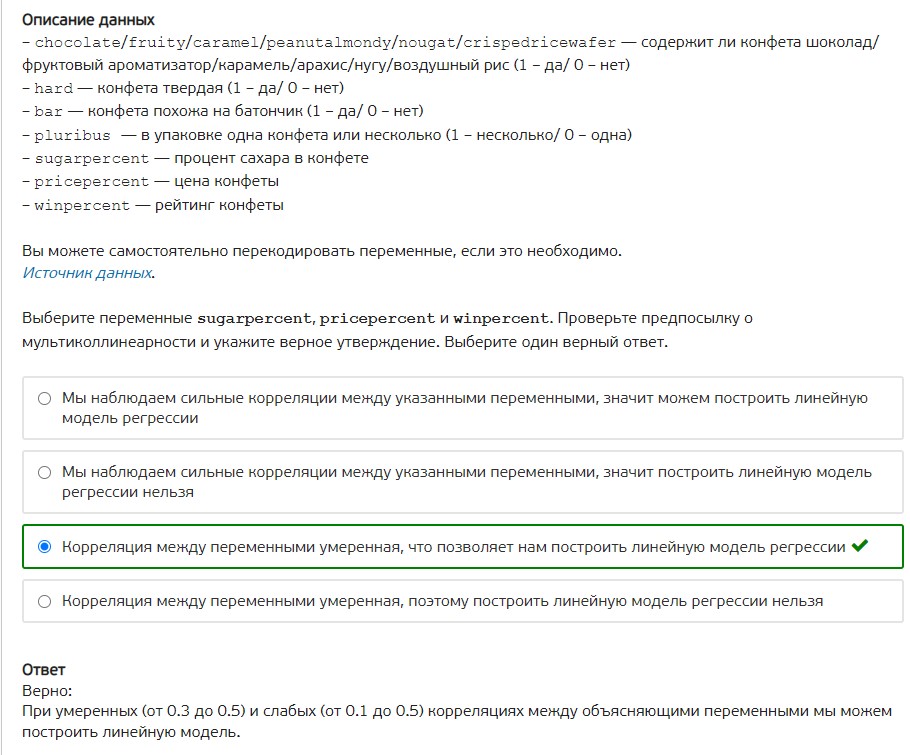 Описание данных
– chocolate/fruity/caramel/peanutalmondy/nougat/crispedricewafer — содержит ли конфета шоколад/
фруктовый ароматизатор/карамель/арахис/нугу/воздушный рис (1 – да/ 0 – нет)
– hard — конфета твердая (1 – да/ 0 – нет)
– bar — конфета похожа на батончик (1 – да/ 0 – нет)
– pluribus — в упаковке одна конфета или несколько (1 – несколько/ 0 – одна)
– sugarpercent — процент сахара в конфете
– pricepercent — цена конфеты
– winpercent — рейтинг конфеты
Вы можете самостоятельно перекодировать переменные, если это необходимо.
Источник данных.
Выберите переменные sugarpercent, pricepercent и winpercent. Проверьте предпосылку о
мультиколлинеарности и укажите верное утверждение. Выберите один верный ответ.
Мы наблюдаем сильные корреляции между указанными переменными, значит можем построить линейную
модель регрессии
Мы наблюдаем сильные корреляции между указанными переменными, значит построить линейную модель
регрессии нельзя
Корреляция между переменными умеренная, что позволяет нам построить линейную модель регрессии
Корреляция между переменными умеренная, поэтому построить линейную модель регрессии нельзя
Ответ
Верно:
При умеренных (от 0.3 до 0.5) и слабых (от 0.1 до 0.5) корреляциях между объясняющими переменными мы можем
построить линейную модель.